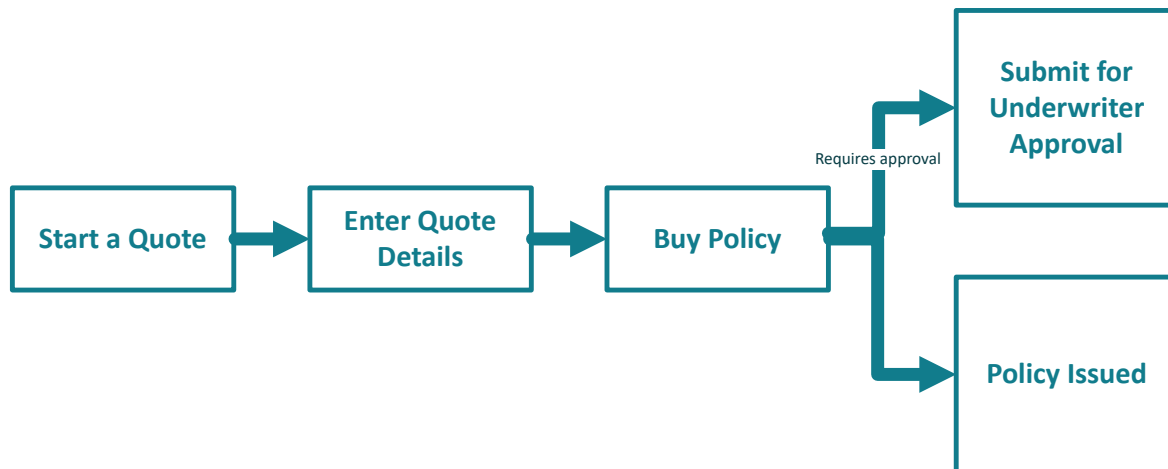 Start a Quote
Enter Quote
Details
Buy Policy
Requires approval
Submit for
Underwriter
Approval
Policy Issued